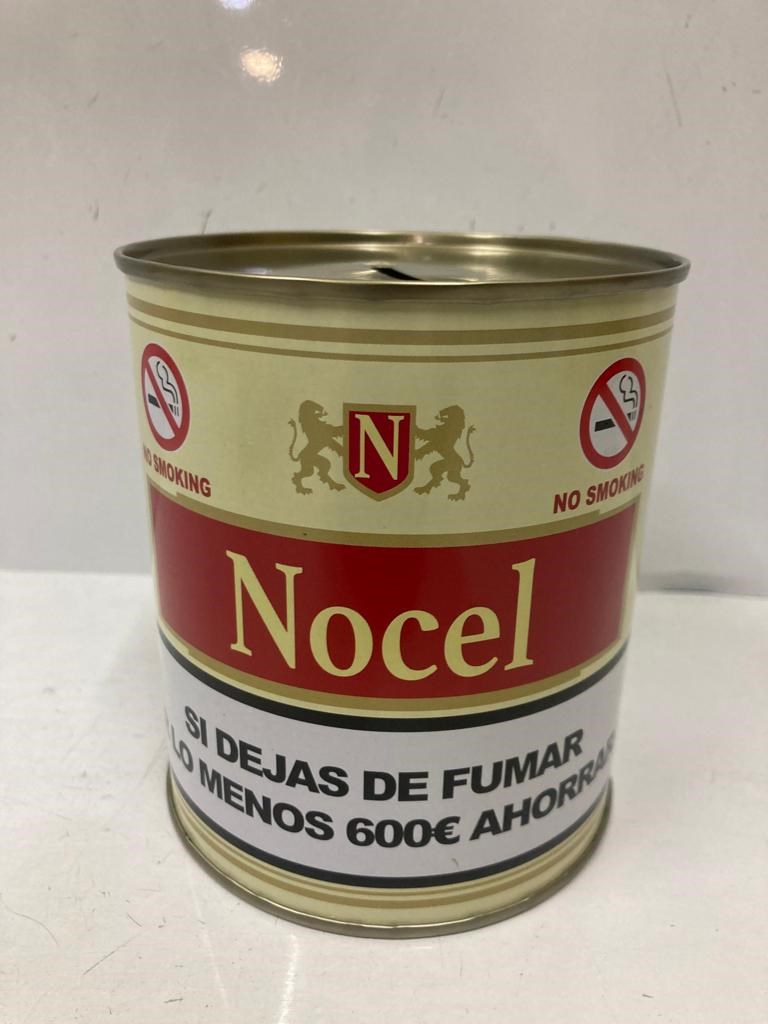 N
NO SMOKING
NO SMOKING
Nocel
SI DEJAS DE FUMAR
LO MENOS 600€ AHORRA